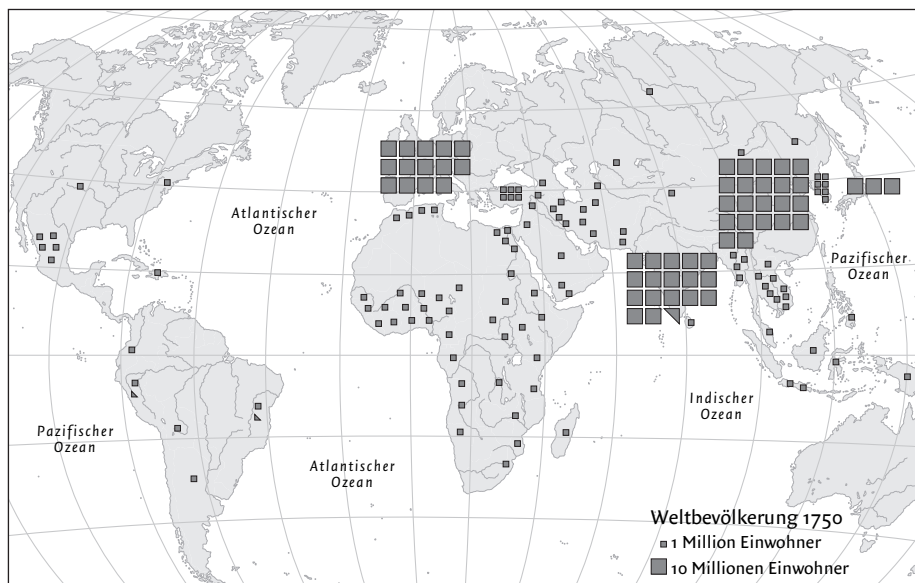 Atlantischer
Ozean
Pazifischer
Ozean
Indischer
Ozean
Pazifischer
Ozean
Atlantischer
Ozean
Weltbevölkerung 1750
1 Million Einwohner
10 Millionen Einwohner